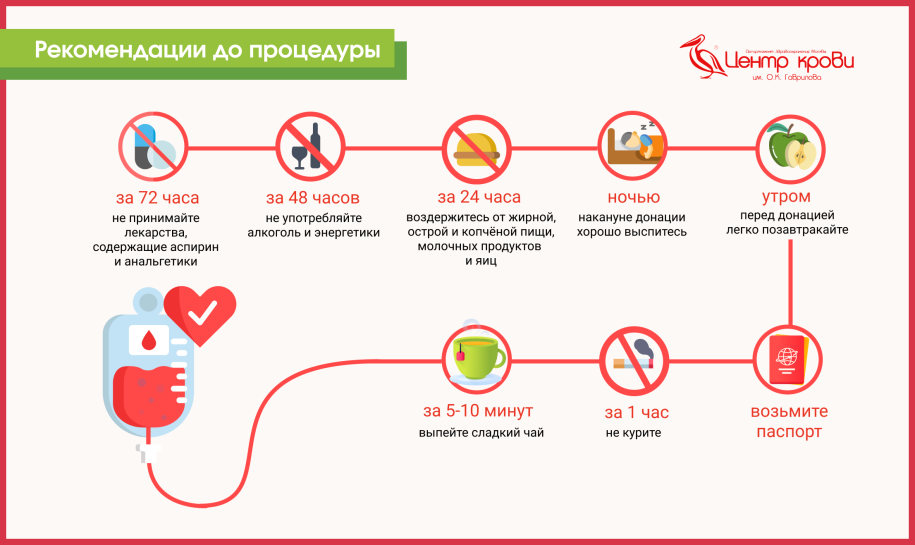 Рекомендации до процедуры
Департамент Здравоохранения Москвы
Центр крови
им. О.К. Гаврилова
за 72 часа
не принимайте
лекарства,
содержащие аспирин
и анальгетики
за 48 часов
не употребляйте
алкоголь и энергетики
за 24 часа
воздержитесь от жирной,
острой и копчёной пищи,
молочных продуктов
и яиц
z z z
ночью
накануне донации
хорошо выспитесь
утром
перед донацией
легко позавтракайте
возьмите
паспорт
за 1 час
не курите
за 5-10 минут
выпейте сладкий чай